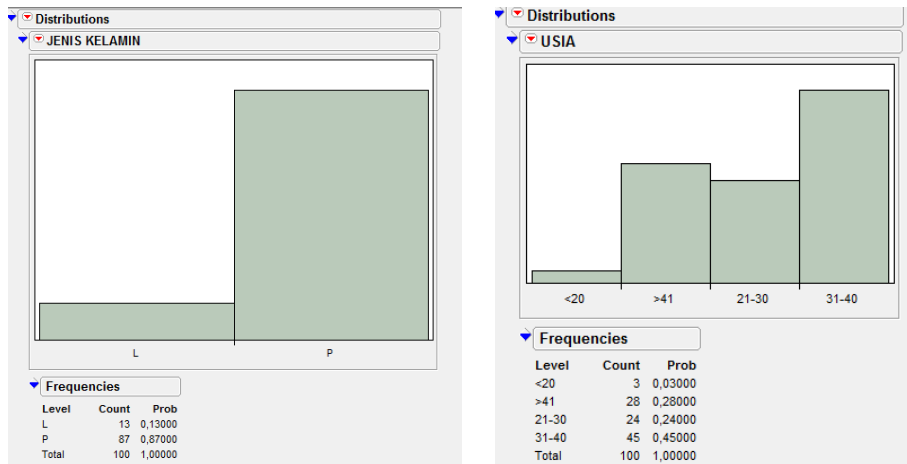 Distributions
JENIS KELAMIN
L P
Frequencies
Level Count Prob
L 13 0,13000
P 87 0,87000
Total 100 1,00000
Distributions
USIA
<20 >41 21-30 31-40
Frequencies
Level Count Prob
<20 3 0,03000
>41 28 0,28000
21-30 24 0,24000
31-40 45 0,45000
Total 100 1,00000